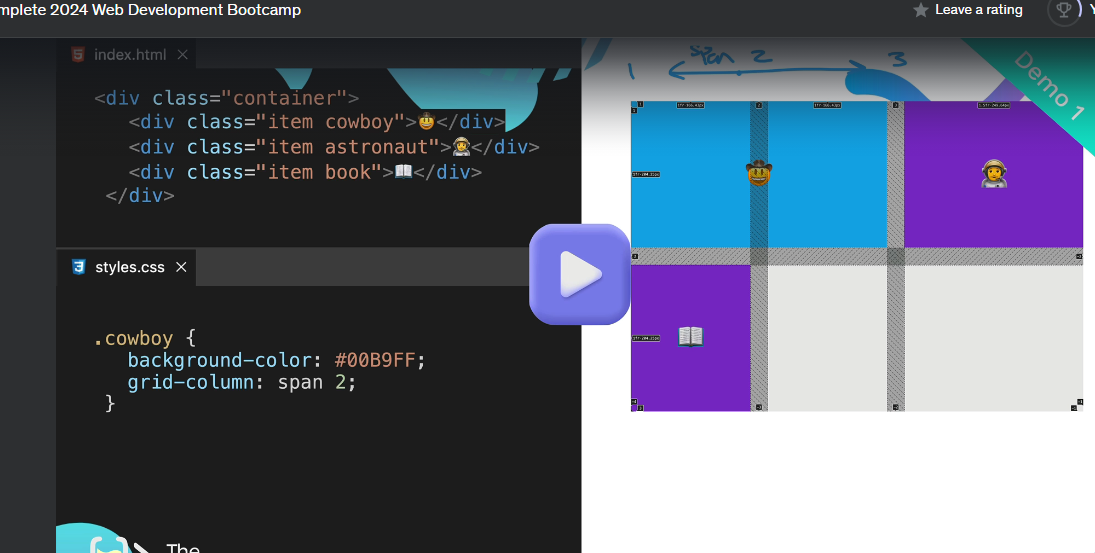 mplete 2024 Web Development Bootcamp
Leave a rating
Y
index.html
<div class="container">
<div class="item cowboy">🤠</div>
<div class="item astronaut">👩‍🚀</div>
<div class="item book">📖</div>
</div>
styles.css
.cowboy {
background-color: #00B9FF;
grid-column: span 2;
}
The
span
1 2 3
Demo 1